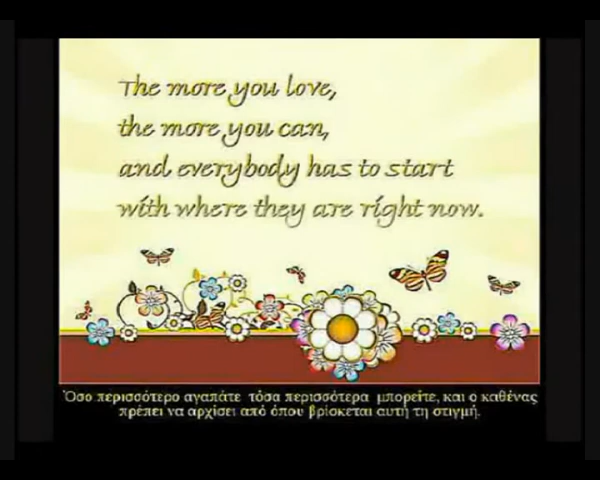 The more you love,
the more you can,
and everybody has to start
with where they are right now.
Όσο περισσότερο αγαπάτε τόσα περισσότερα μπορείτε, και ο καθένας
πρέπει να αρχίσει από όπου βρίσκεται αυτή τη στιγμή.